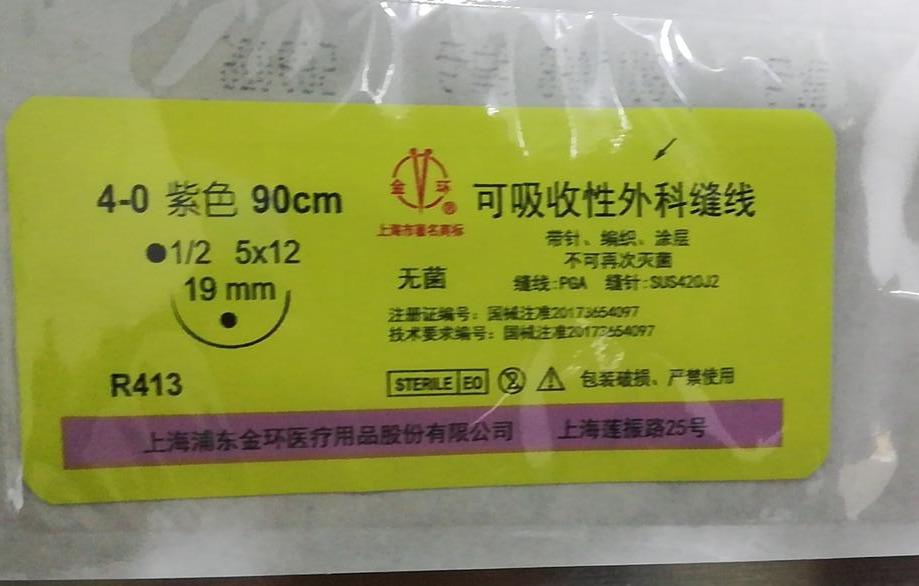 4-0 紫色 90cm
●1/2 5x12
19 mm
R413
金环®
上海市著名商标
无菌
可吸收性外科缝线
带针、编织、涂层
不可再次灭菌
缝线:PGA 缝针:SUS420J2
注册证编号：国械注准20173654097
技术要求编号：国械注准20173654097
STERILE EO 2 包装破损、严禁使用
上海浦东金环医疗用品股份有限公司 上海莲振路25号